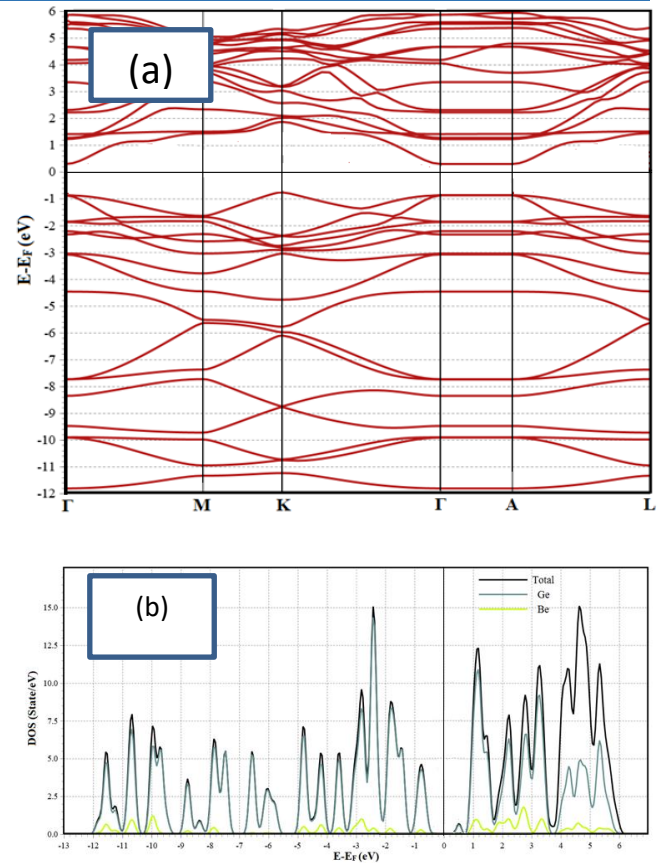 6
5
(a)
4
3
2
1
0
-1
-2
-3
E-E_F (eV)
-4
-5
-6
-7
-8
-9
-10
-11
-12
Γ M K Γ A L
(b)
Total
Ge
Be
15.0
12.5
10.0
7.5
5.0
2.5
0.0
DOS (State/eV)
-13 -12 -11 -10 -9 -8 -7 -6 -5 -4 -3 -2 -1 0 1 2 3 4 5 6
E-E_F (eV)